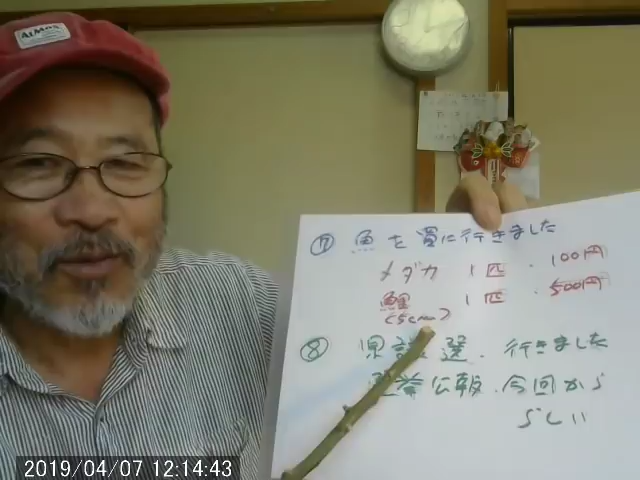 AtMax
⑦ 魚を買に行きました
メダカ 1匹・100円
鯉 1匹・500円
(5cm)
⑧ 県議選・行きました
選挙公報・今回から
らしい
2019/04/07 12:14:43